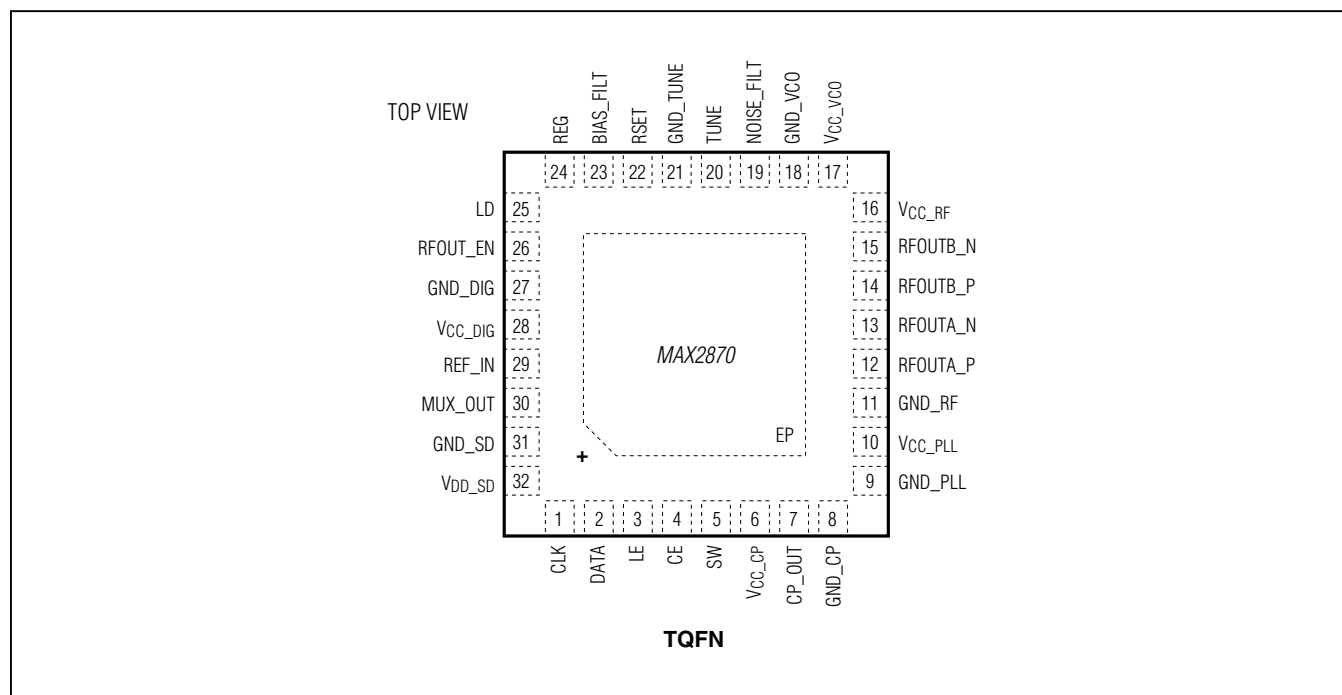 TOP VIEW
REG
BIAS_FILT
RSET
GND_TUNE
TUNE
NOISE_FILT
GND_VCO
VCC_VCO
24 23 22 21 20 19 18 17
LD 25
RFOUT_EN 26
GND_DIG 27
VCC_DIG 28
REF_IN 29
MUX_OUT 30
GND_SD 31
VDD_SD 32
16 VCC_RF
15 RFOUTB_N
14 RFOUTB_P
13 RFOUTA_N
12 RFOUTA_P
11 GND_RF
10 VCC_PLL
9 GND_PLL
MAX2870
EP
+
1 2 3 4 5 6 7 8
CLK
DATA
LE
CE
SW
VCC_CP
CP_OUT
GND_CP
TQFN